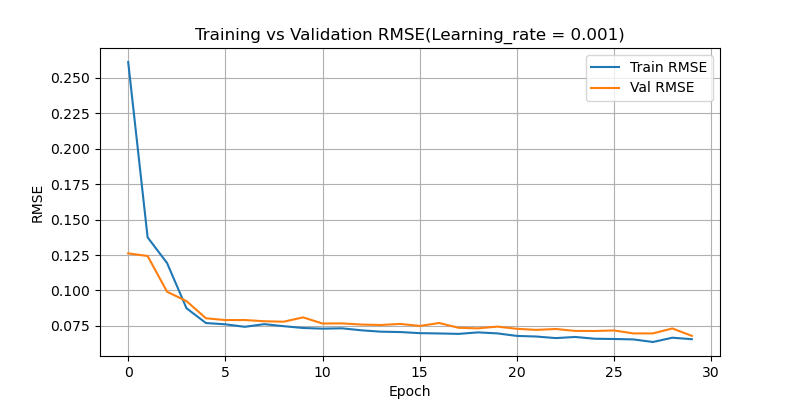 Training vs Validation RMSE(Learning_rate = 0.001)
Train RMSE
Val RMSE
RMSE
0.250
0.225
0.200
0.175
0.150
0.125
0.100
0.075
0 5 10 15 20 25 30
Epoch